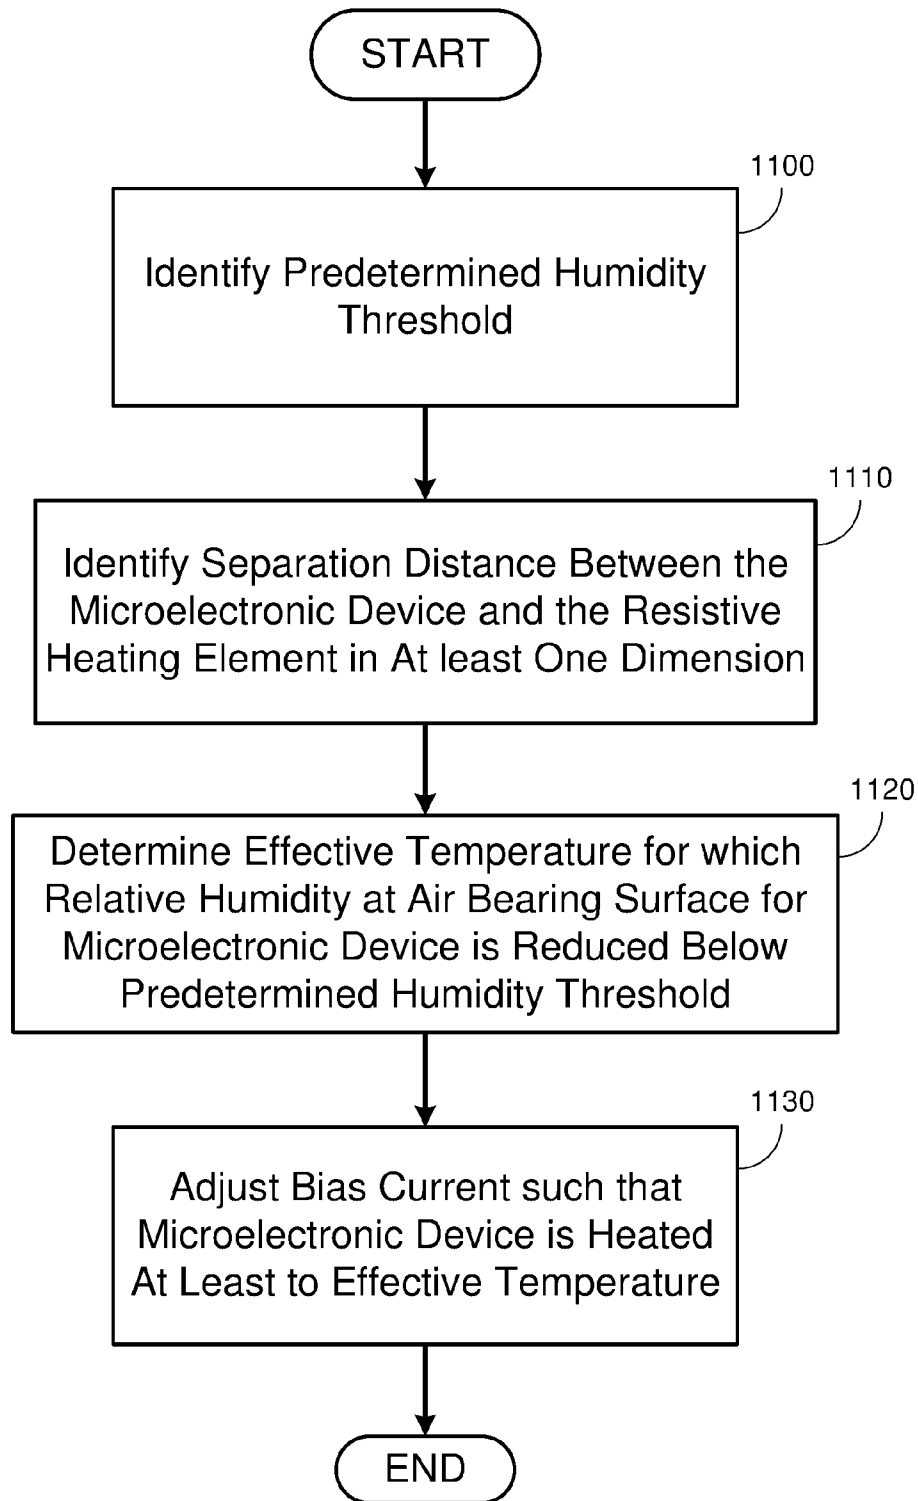 START
1100
Identify Predetermined Humidity
Threshold
1110
Identify Separation Distance Between the
Microelectronic Device and the Resistive
Heating Element in At least One Dimension
1120
Determine Effective Temperature for which
Relative Humidity at Air Bearing Surface for
Microelectronic Device is Reduced Below
Predetermined Humidity Threshold
1130
Adjust Bias Current such that
Microelectronic Device is Heated
At Least to Effective Temperature
END